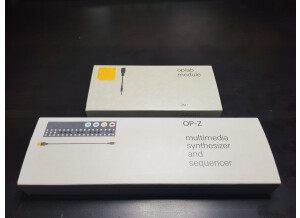 oplab
module
OP-Z
multimedia
synthesizer
and
sequencer